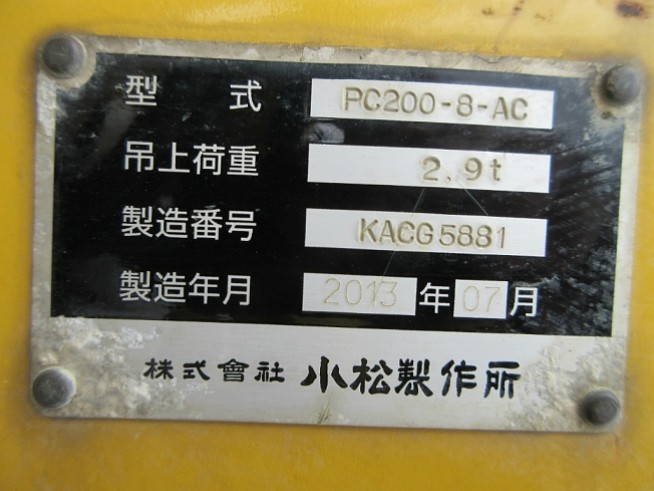 型 式 PC200-8-AC
吊上荷重 2.9t
製造番号 KACG5881
製造年月 2013年07月
株式會社 小松製作所